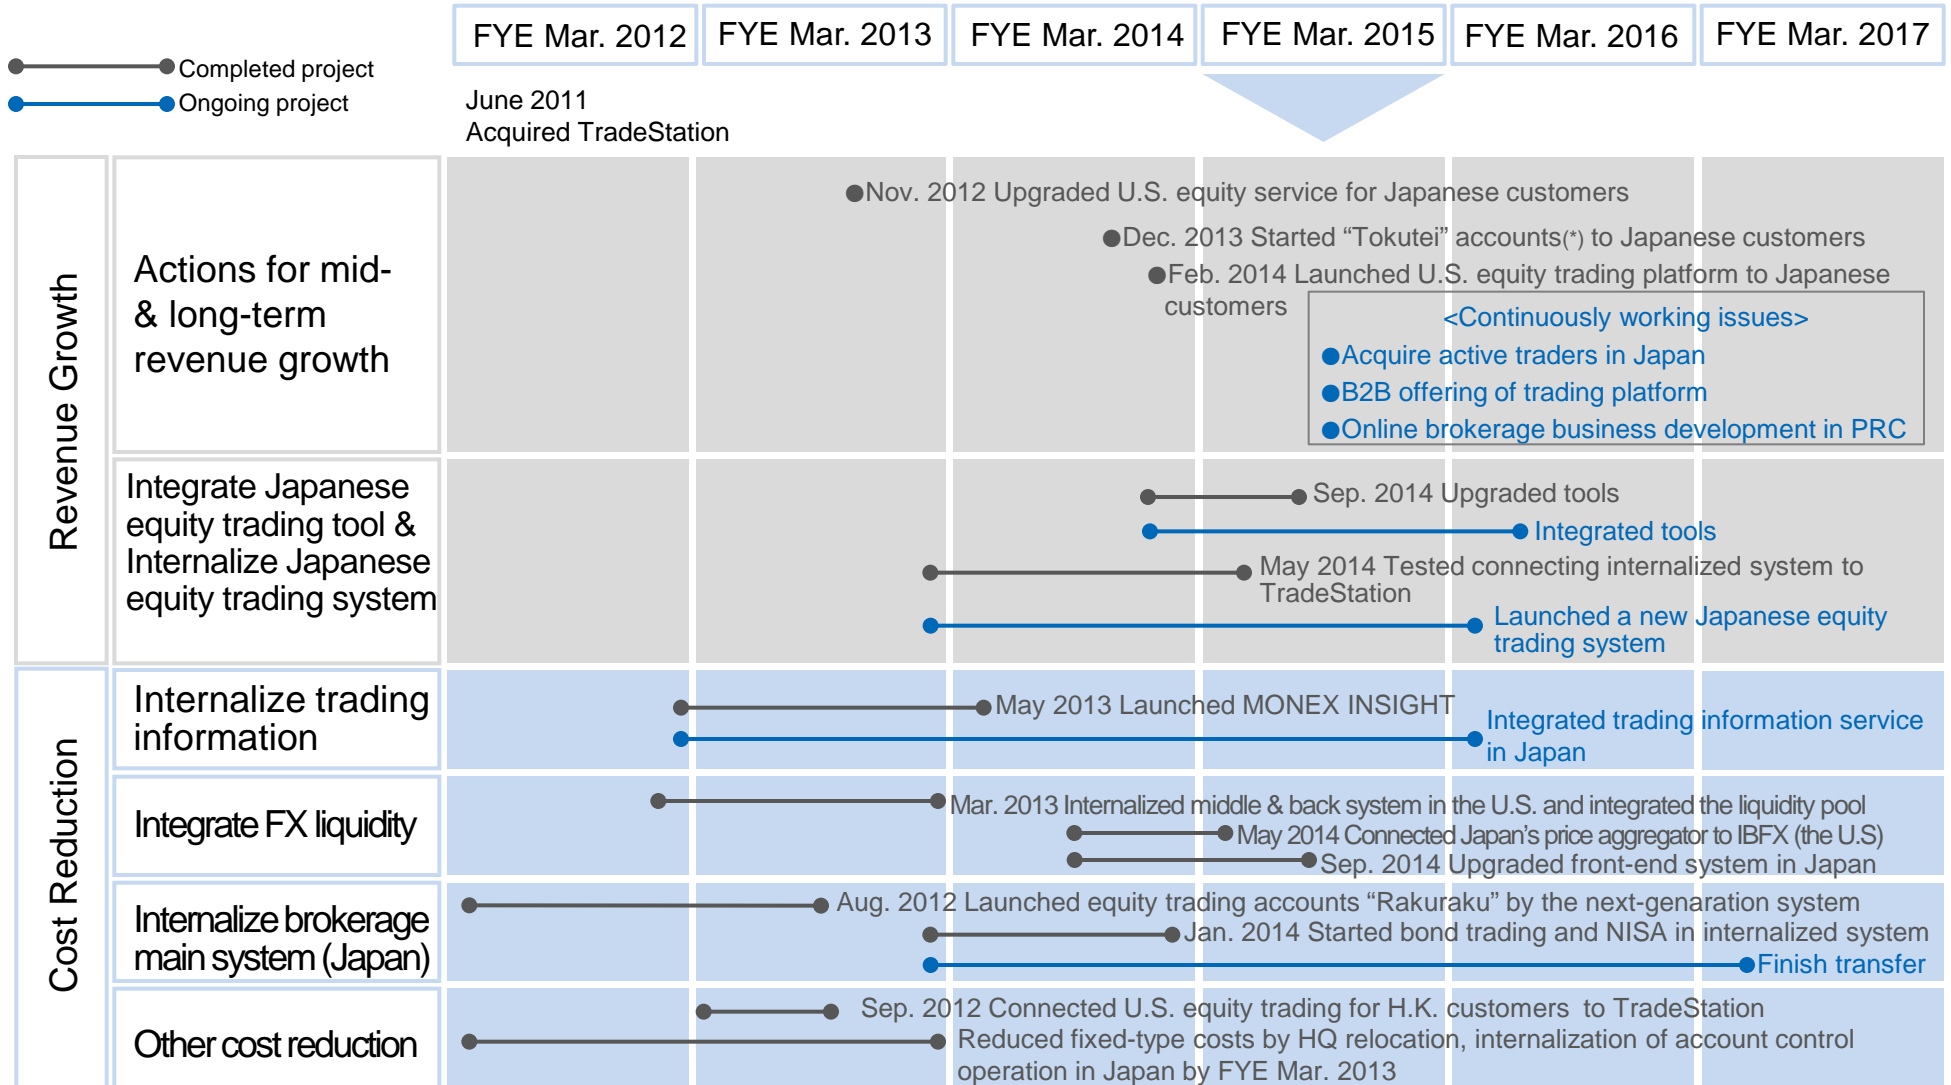 FYE Mar. 2012
FYE Mar. 2013
FYE Mar. 2014
FYE Mar. 2015
FYE Mar. 2016
FYE Mar. 2017
Completed project
Ongoing project
June 2011
Acquired TradeStation
Revenue Growth
Actions for mid-
& long-term
revenue growth
●Nov. 2012 Upgraded U.S. equity service for Japanese customers
●Dec. 2013 Started “Tokutei” accounts(*) to Japanese customers
●Feb. 2014 Launched U.S. equity trading platform to Japanese
customers
<Continuously working issues>
●Acquire active traders in Japan
●B2B offering of trading platform
●Online brokerage business development in PRC
Integrate Japanese
equity trading tool &
Internalize Japanese
equity trading system
Sep. 2014 Upgraded tools
Integrated tools
May 2014 Tested connecting internalized system to
TradeStation
Launched a new Japanese equity
trading system
Cost Reduction
Internalize trading
information
May 2013 Launched MONEX INSIGHT
Integrated trading information service
in Japan
Integrate FX liquidity
Mar. 2013 Internalized middle & back system in the U.S. and integrated the liquidity pool
May 2014 Connected Japan’s price aggregator to IBFX (the U.S)
Sep. 2014 Upgraded front-end system in Japan
Internalize brokerage
main system (Japan)
Aug. 2012 Launched equity trading accounts “Rakuraku” by the next-genaration system
Jan. 2014 Started bond trading and NISA in internalized system
Finish transfer
Other cost reduction
Sep. 2012 Connected U.S. equity trading for H.K. customers to TradeStation
Reduced fixed-type costs by HQ relocation, internalization of account control
operation in Japan by FYE Mar. 2013